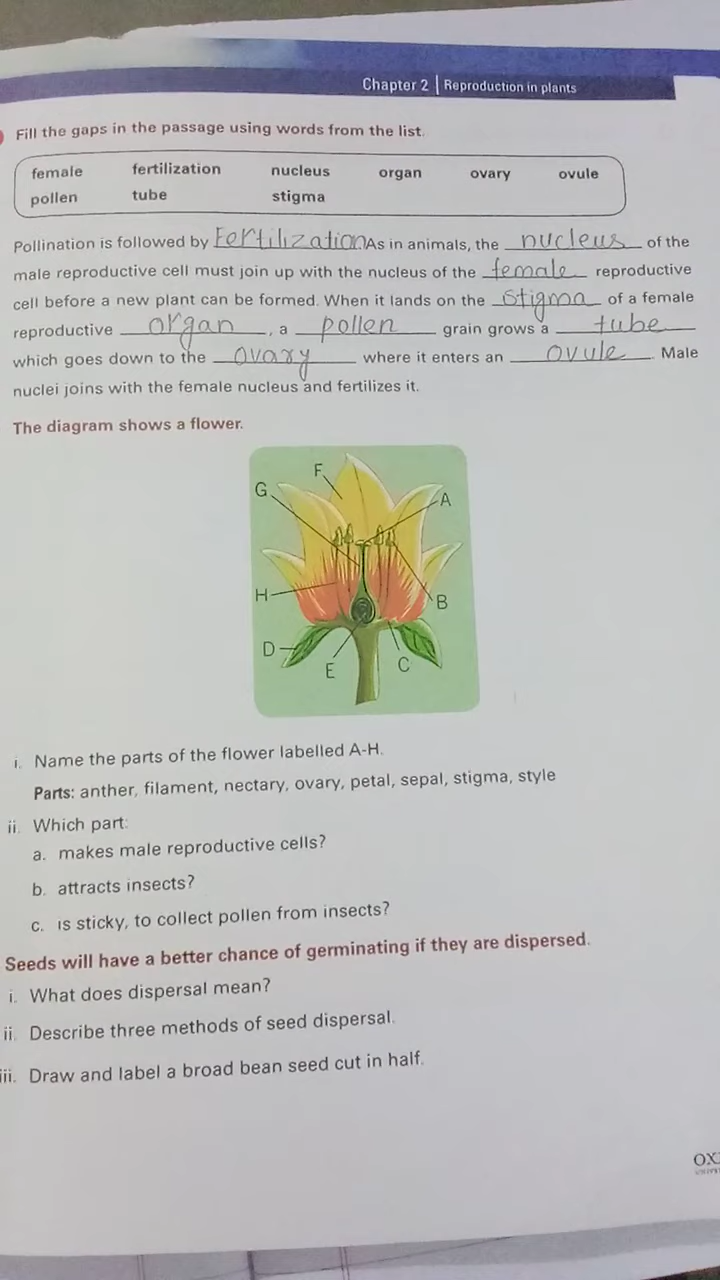 Chapter 2 | Reproduction in plants
Fill the gaps in the passage using words from the list.
female fertilization nucleus organ ovary ovule
pollen tube stigma
Pollination is followed by Fertilization As in animals, the nucleus of the
male reproductive cell must join up with the nucleus of the female reproductive
cell before a new plant can be formed. When it lands on the stigma of a female
reproductive organ, a pollen grain grows a tube
which goes down to the ovary where it enters an ovule. Male
nuclei joins with the female nucleus and fertilizes it.
The diagram shows a flower.
F
G
A
H
B
D
E
C
i. Name the parts of the flower labelled A-H.
Parts: anther, filament, nectary, ovary, petal, sepal, stigma, style
ii. Which part:
a. makes male reproductive cells?
b. attracts insects?
c. is sticky, to collect pollen from insects?
Seeds will have a better chance of germinating if they are dispersed.
i. What does dispersal mean?
ii. Describe three methods of seed dispersal.
iii. Draw and label a broad bean seed cut in half.